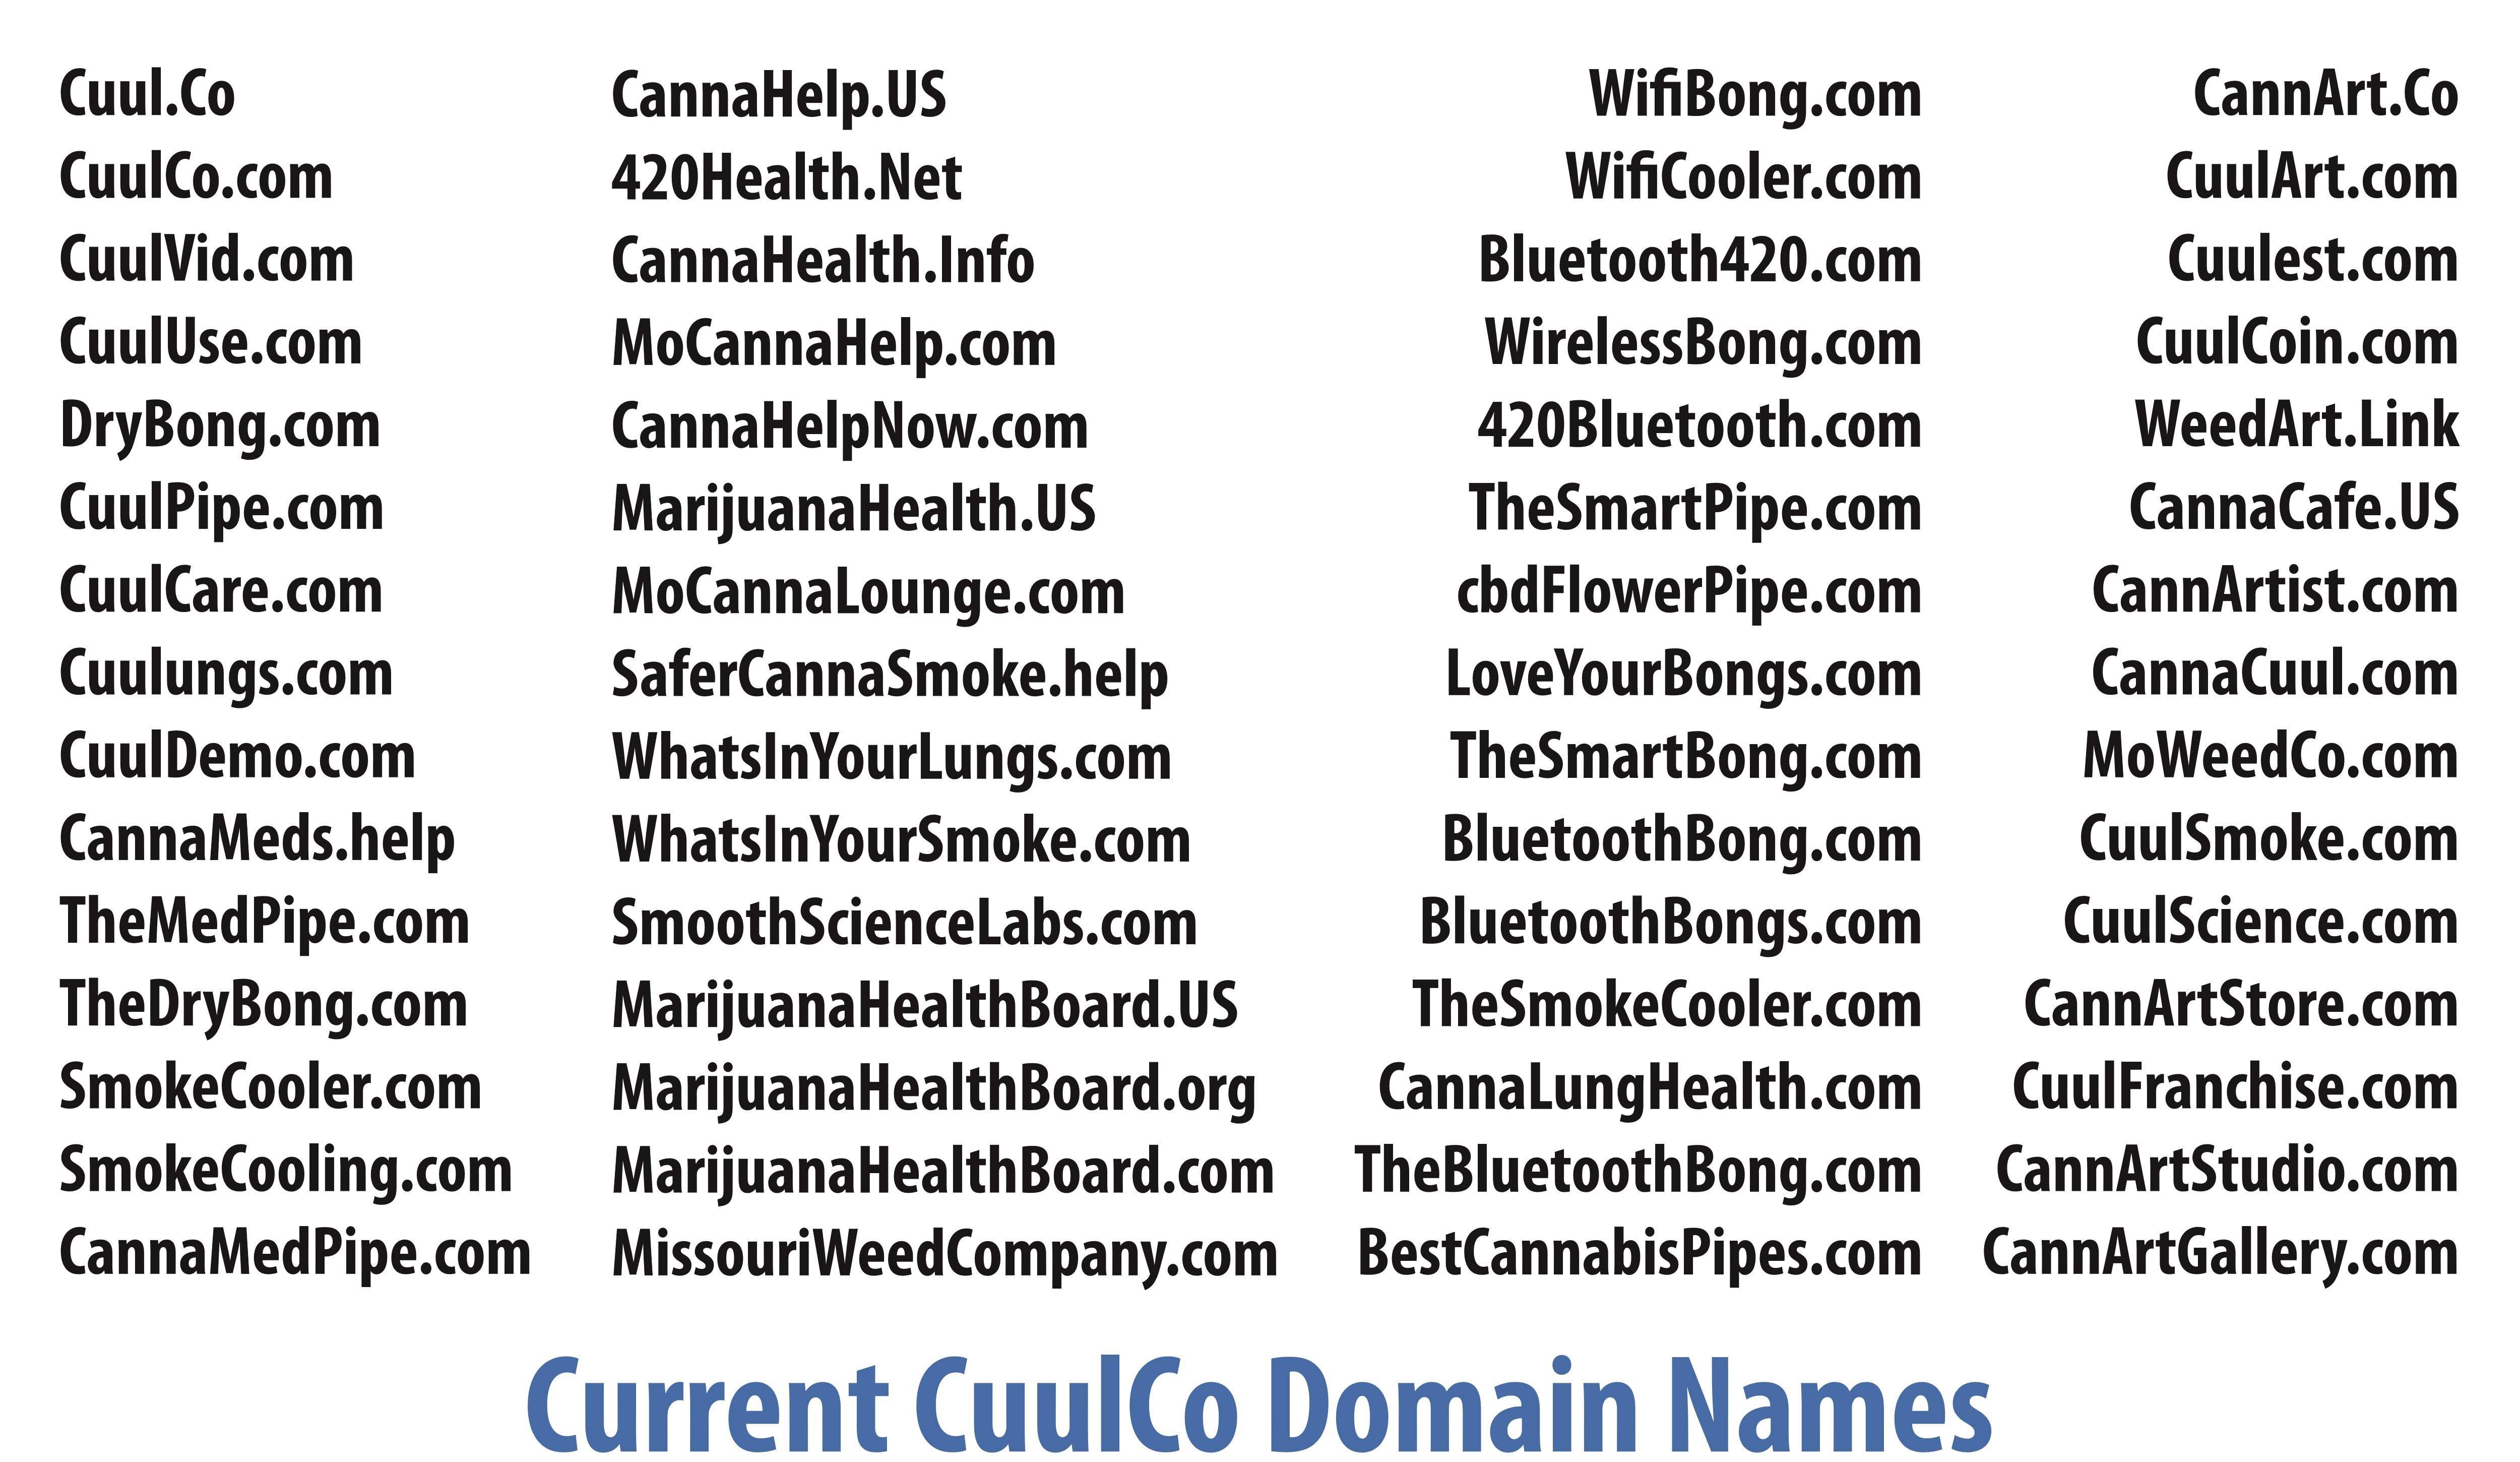 Cuul.Co
CuulCo.com
CuulVid.com
CuulUse.com
DryBong.com
CuulPipe.com
CuulCare.com
Cuulungs.com
CuulDemo.com
CannaMeds.help
TheMedPipe.com
TheDryBong.com
SmokeCooler.com
SmokeCooling.com
CannaMedPipe.com
CannaHelp.US
420Health.Net
CannaHealth.Info
MoCannaHelp.com
CannaHelpNow.com
MarijuanaHealth.US
MoCannaLounge.com
SaferCannaSmoke.help
WhatsInYourLungs.com
WhatsInYourSmoke.com
SmoothScienceLabs.com
MarijuanaHealthBoard.US
MarijuanaHealthBoard.org
MarijuanaHealthBoard.com
MissouriWeedCompany.com
WifiBong.com
WifiCooler.com
Bluetooth420.com
WirelessBong.com
420Bluetooth.com
TheSmartPipe.com
cbdFlowerPipe.com
LoveYourBongs.com
TheSmartBong.com
BluetoothBong.com
BluetoothBongs.com
TheSmokeCooler.com
CannaLungHealth.com
TheBluetoothBong.com
BestCannabisPipes.com
CannArt.Co
CuulArt.com
Cuulest.com
CuulCoin.com
WeedArt.Link
CannaCafe.US
CannArtist.com
CannaCuul.com
MoWeedCo.com
CuulSmoke.com
CuulScience.com
CannArtStore.com
CuulFranchise.com
CannArtStudio.com
CannArtGallery.com
Current CuulCo Domain Names